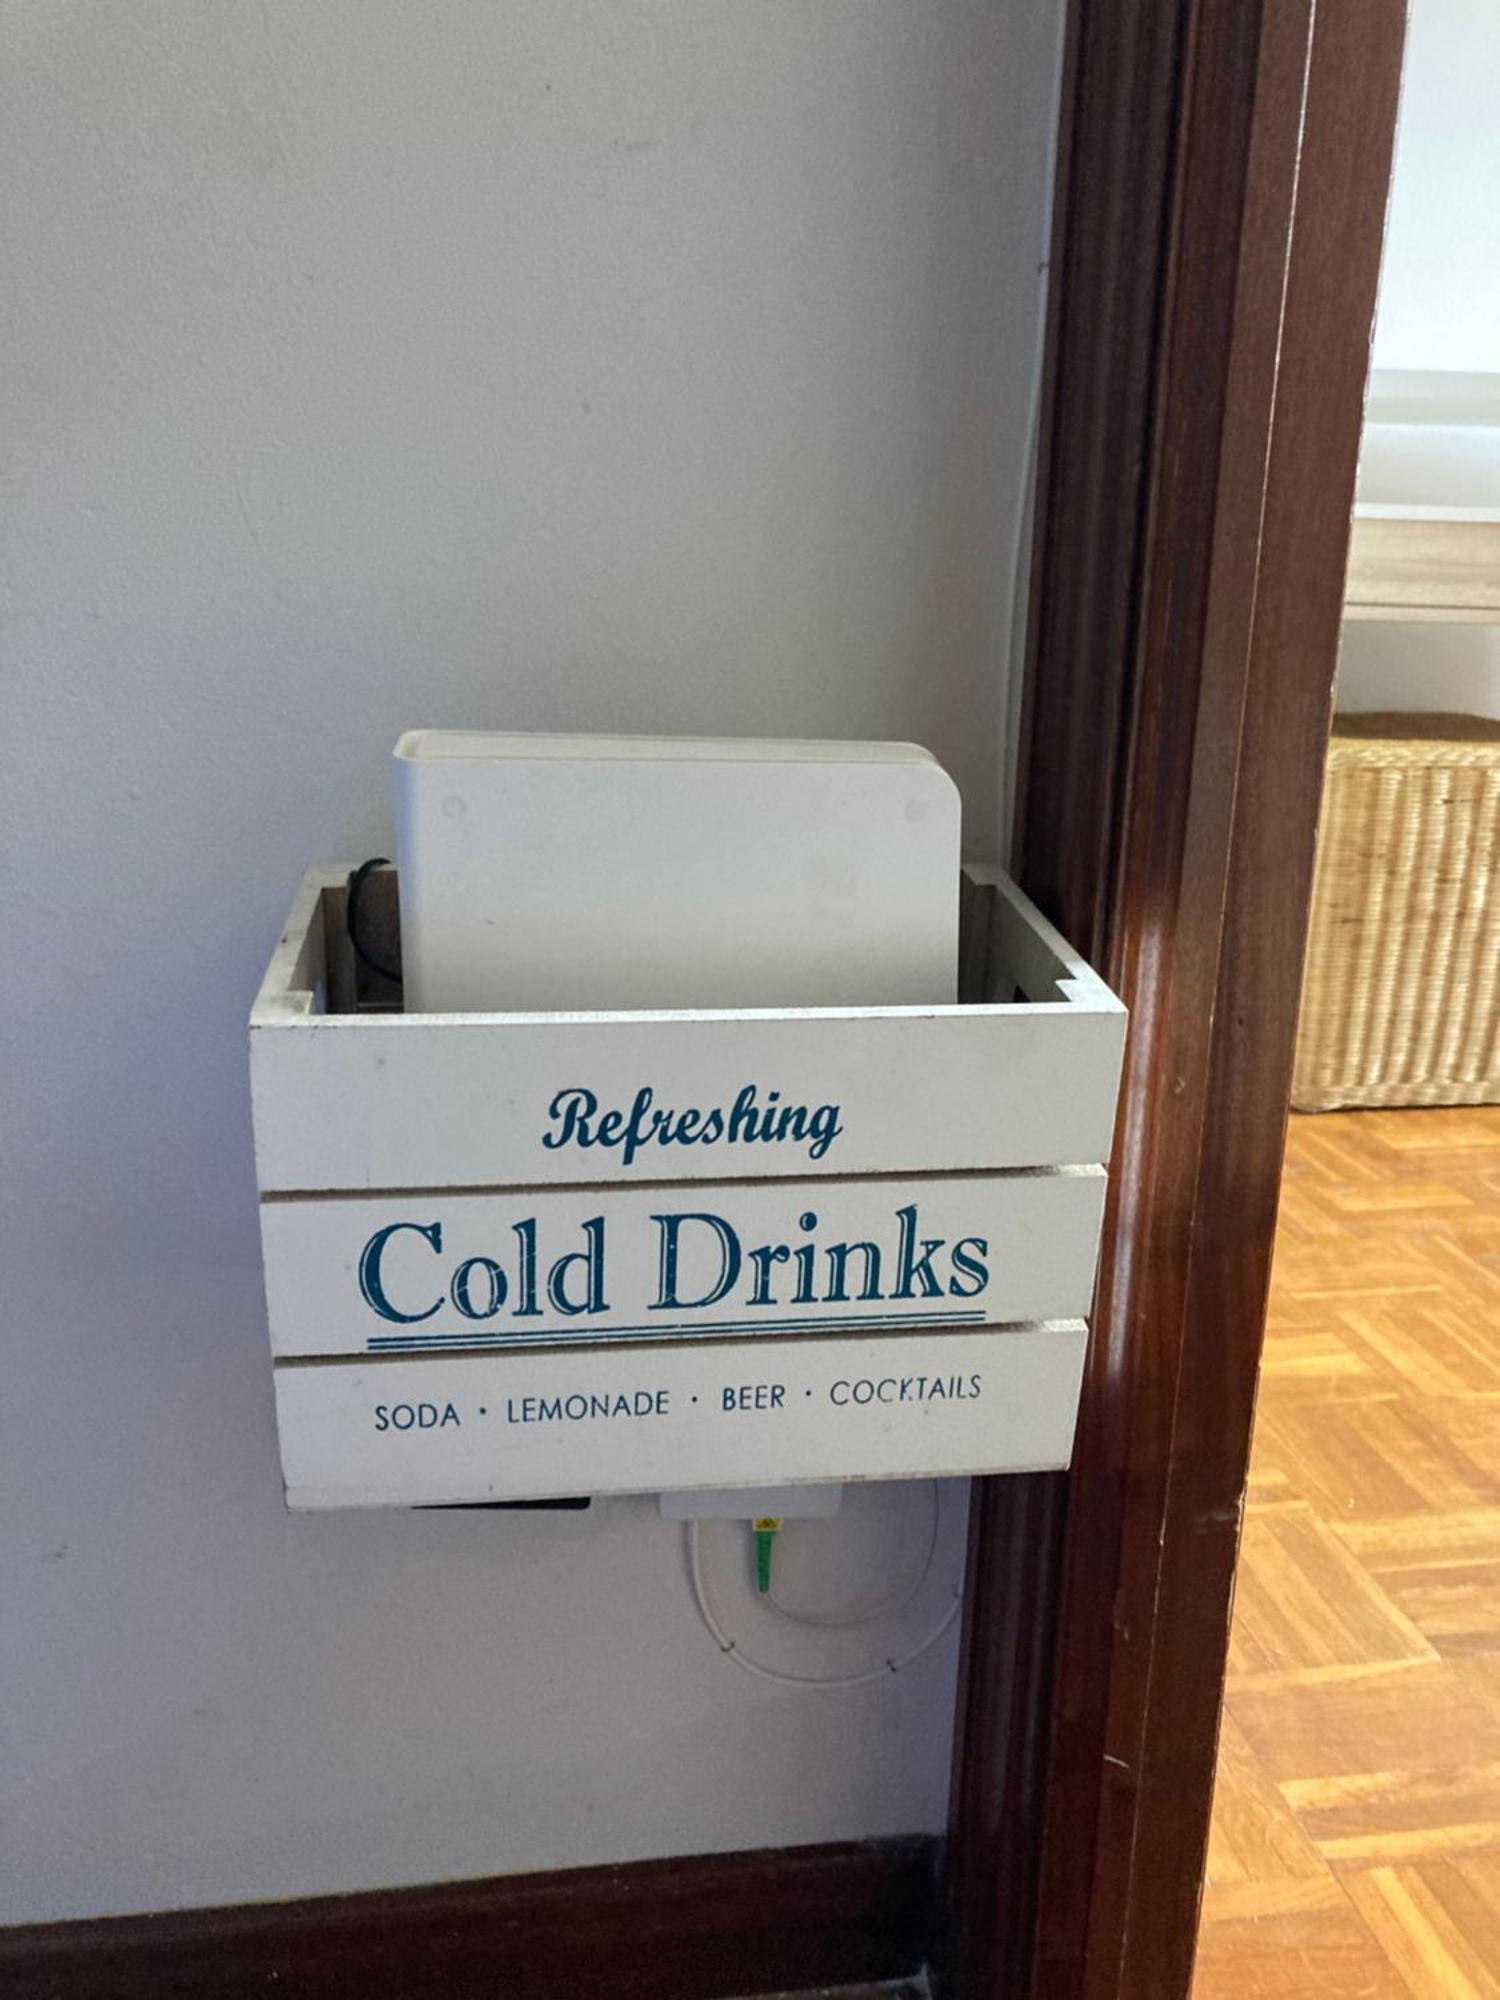 Refreshing
Cold Drinks
SODA · LEMONADE · BEER · COCKTAILS